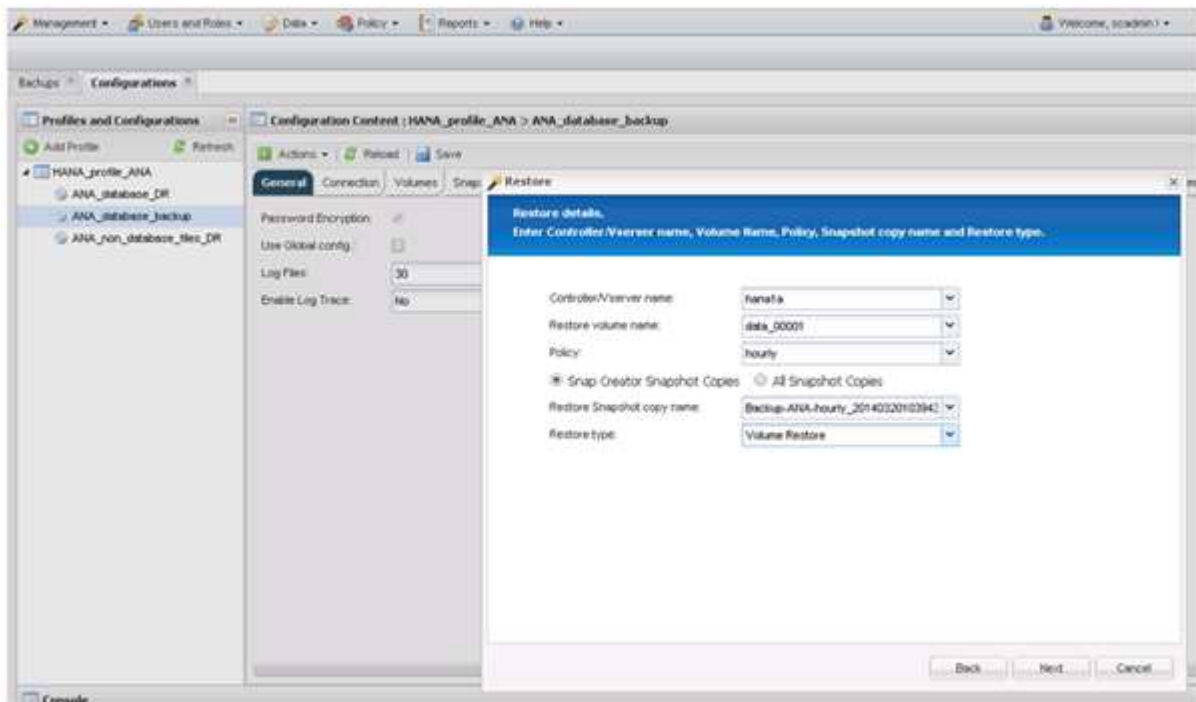 Management Users and Roles Data Policy Reports Help Welcome, scadmin1
Backups Configurations
Profiles and Configurations
Configuration Content : HANA_profile_ANA > ANA_database_backup
Add Profile Refresh
Actions Reload Save
HANA_profile_ANA
ANA_database_DR
ANA_database_backup
ANA_non_database_files_DR
General Connection Volumes Snap
Password Encryption
Use Global config.:
Log Files: 30
Enable Log Trace: No
Restore
Restore details.
Enter Controller/Vserver name, Volume Name, Policy, Snapshot copy name and Restore type.
Controller/Vserver name: hanata
Restore volume name: data_00001
Policy: hourly
Snap Creator Snapshot Copies All Snapshot Copies
Restore Snapshot copy name: Backup-ANA-hourly_2014032010394
Restore type: Volume Restore
Back Next Cancel
Console